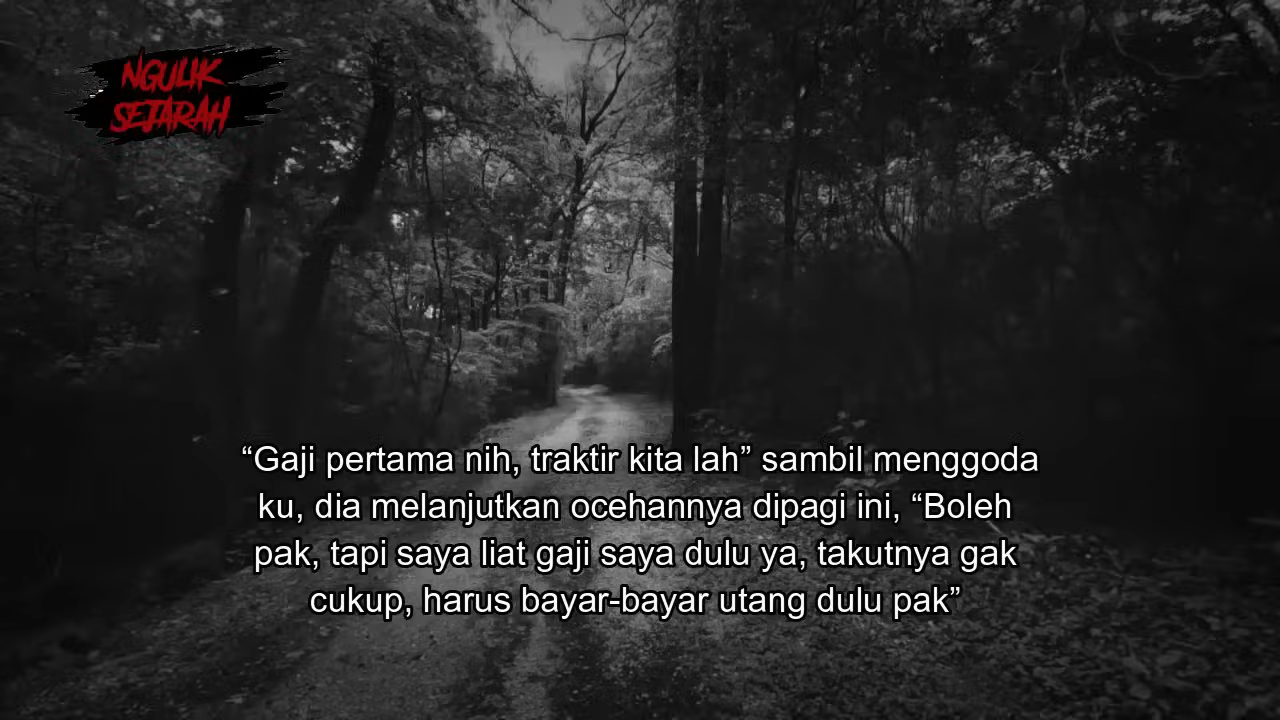 NGULIK
SEJARAH
“Gaji pertama nih, traktir kita lah” sambil menggoda
ku, dia melanjutkan ocehannya dipagi ini, “Boleh
pak, tapi saya liat gaji saya dulu ya, takutnya gak
cukup, harus bayar-bayar utang dulu pak”